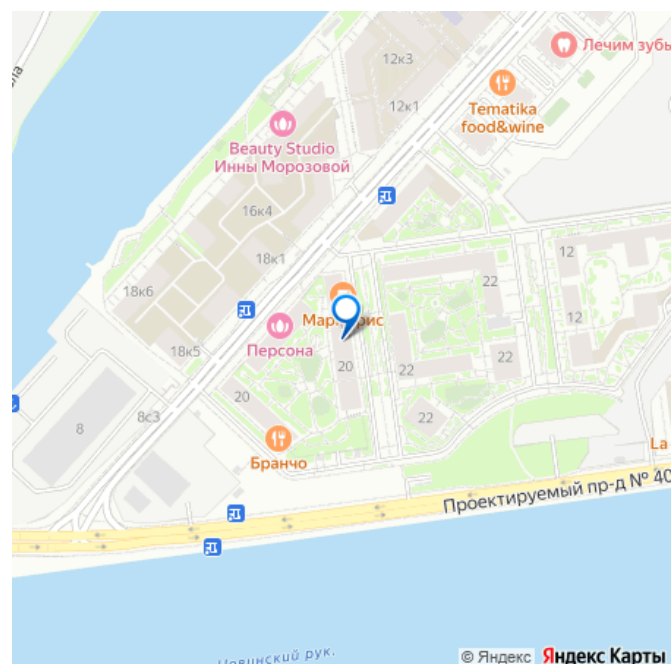 12к3
Лечим зубы
12к1
Tematika
food&wine
Beauty Studio
Инны Морозовой
16к4
18к1
12
22
18к6
12
Персона
18к5
20
22
22
20
22
8
8с3
Бранчо
La
Проектируемый пр-д № 40
© Яндекс Яндекс Карты